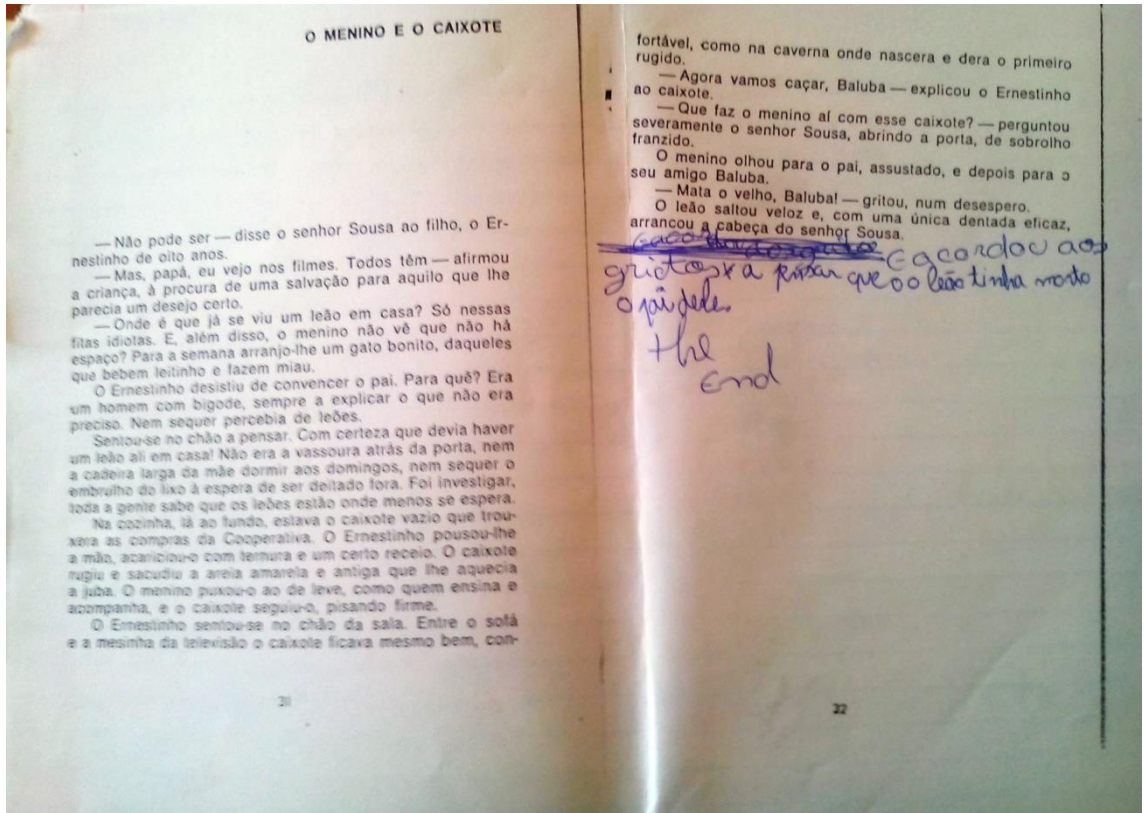 O MENINO E O CAIXOTE
— Não pode ser — disse o senhor Sousa ao filho, o Er-
nestinho de oito anos.
— Mas, papá, eu vejo nos filmes. Todos têm — afirmou
a criança, à procura de uma salvação para aquilo que lhe
parecia um desejo certo.
— Onde é que já se viu um leão em casa? Só nessas
fitas idiotas. E, além disso, o menino não vê que não há
espaço? Para a semana arranjo-lhe um gato bonito, daqueles
que bebem leitinho e fazem miau.
O Ernestinho desistiu de convencer o pai. Para quê? Era
um homem com bigode, sempre a explicar o que não era
preciso. Nem sequer percebia de leões.
Sentou-se no chão a pensar. Com certeza que devia haver
um leão ali em casa! Não era a vassoura atrás da porta, nem
a cadeira larga da mãe dormir aos domingos, nem sequer o
embrulho do lixo à espera de ser deitado fora. Foi investigar,
toda a gente sabe que os leões estão onde menos se espera.
Na cozinha, lá ao fundo, estava o caixote vazio que trou-
xera as compras da Cooperativa. O Ernestinho pousou-lhe
a mão, acariciou-o com ternura e um certo receio. O caixote
rugiu e sacudiu a areia amarela e antiga que lhe aquecia
a juba. O menino puxou-o ao de leve, como quem ensina e
acompanha, e o caixote seguiu-o, pisando firme.
O Ernestinho sentou-se no chão da sala. Entre o sofá
e a mesinha da televisão o caixote ficava mesmo bem, con-
31
fortável, como na caverna onde nascera e dera o primeiro
rugido.
— Agora vamos caçar, Baluba — explicou o Ernestinho
ao caixote.
— Que faz o menino aí com esse caixote? — perguntou
severamente o senhor Sousa, abrindo a porta, de sobrolho
franzido.
O menino olhou para o pai, assustado, e depois para o
seu amigo Baluba.
— Mata o velho, Baluba! — gritou, num desespero.
O leão saltou veloz e, com uma única dentada eficaz,
arrancou a cabeça do senhor Sousa.
E acordou aos
gritos a pensar que o leão tinha morto
o pai dele
the
end
32